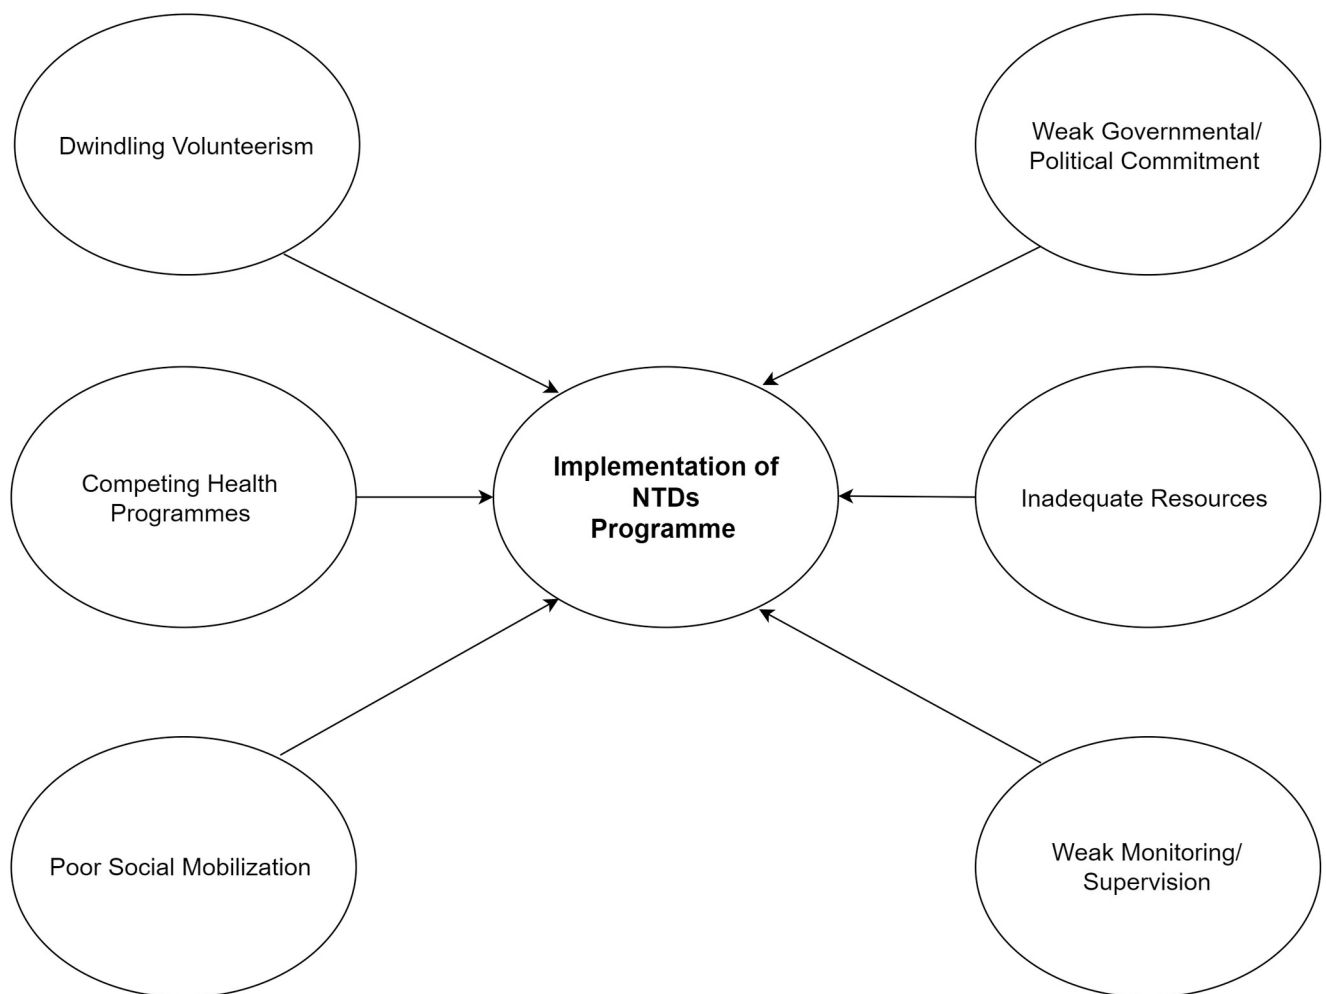 Dwindling Volunteerism
Weak Governmental/
Political Commitment
Competing Health
Programmes
Implementation of
NTDs
Programme
Inadequate Resources
Poor Social Mobilization
Weak Monitoring/
Supervision